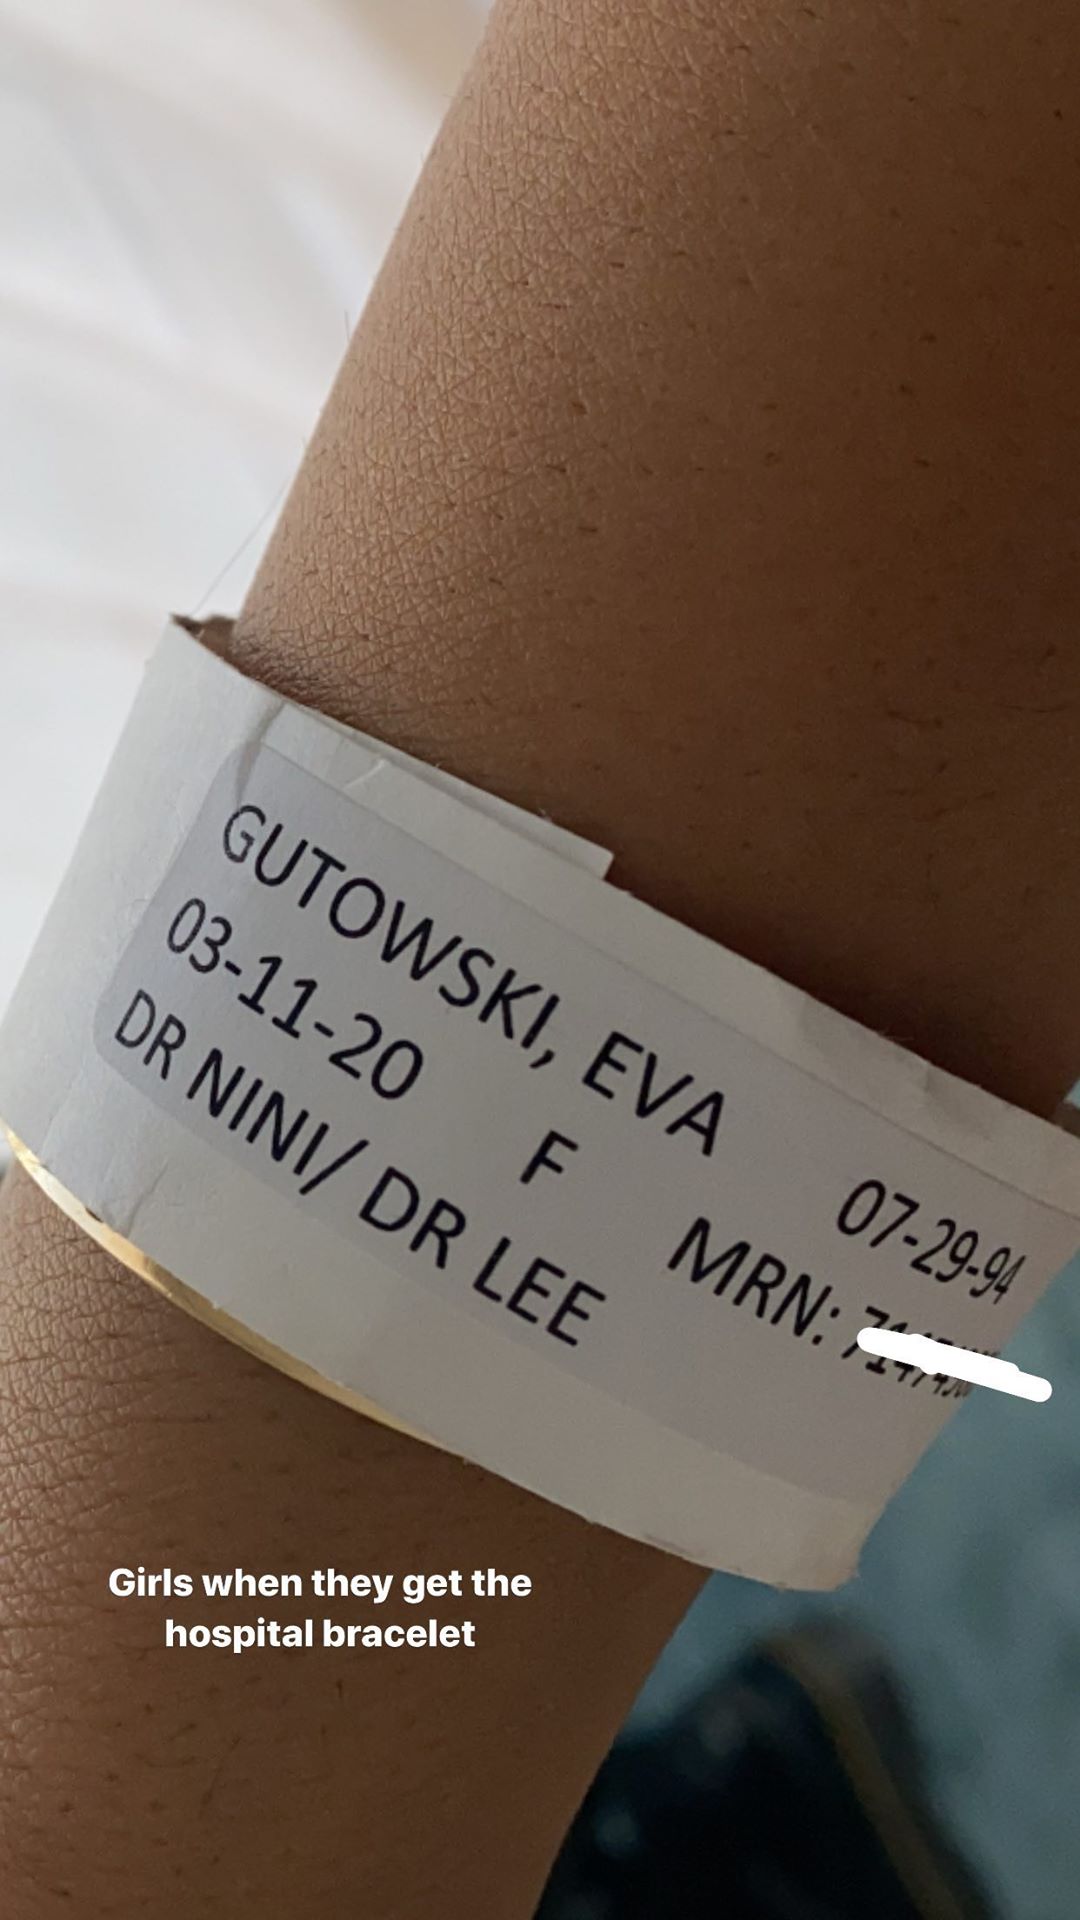 GUTOWSKI, EVA
07-29-94
03-11-20 F MRN:
DR NINI/ DR LEE
Girls when they get the
hospital bracelet